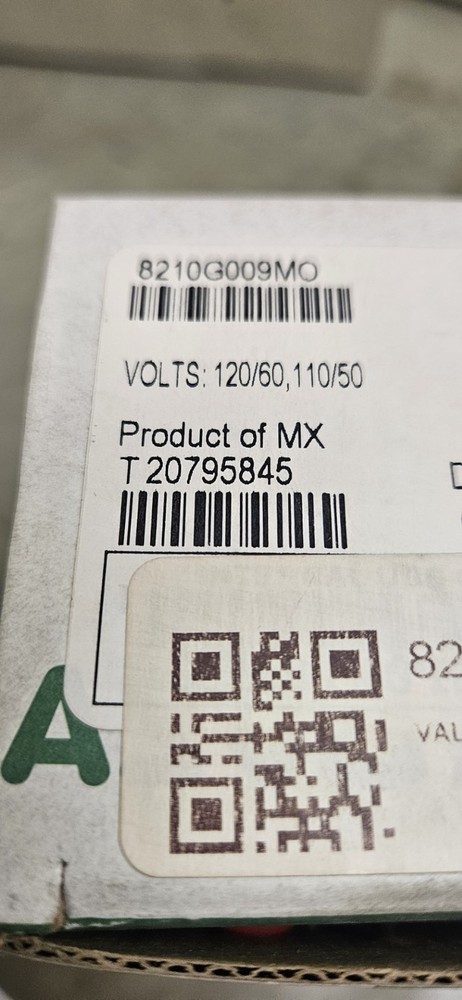 8210G009MO
VOLTS: 120/60,110/50
Product of MX
T 20795845
82
VAL
A